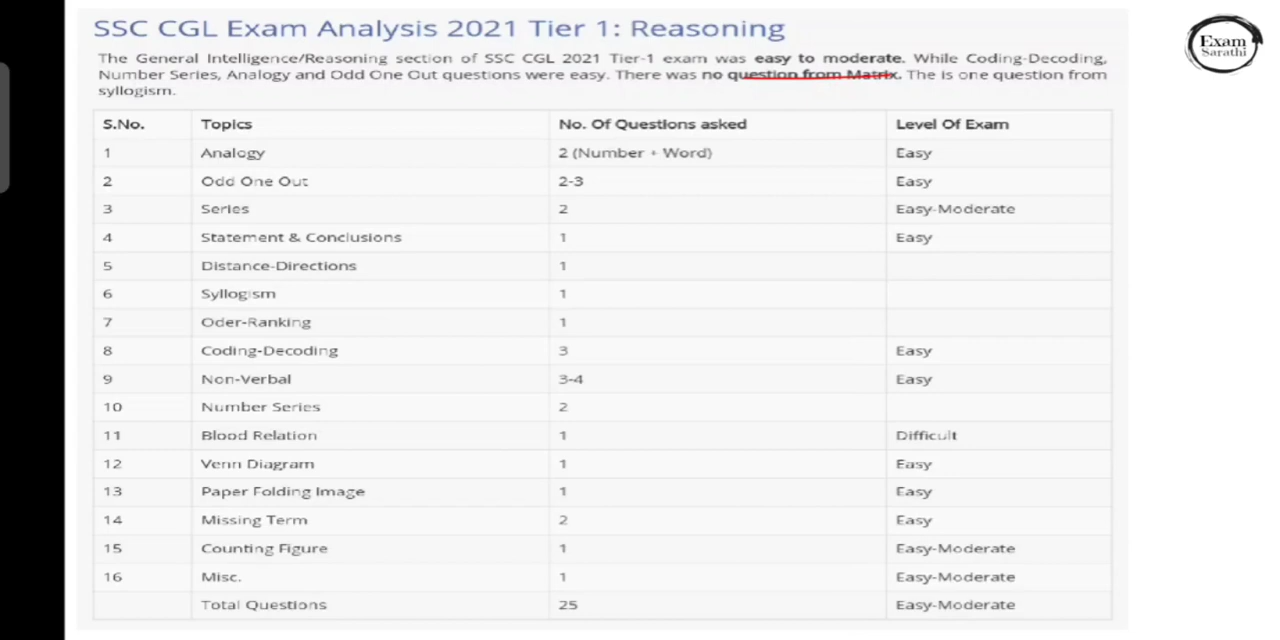 SSC CGL Exam Analysis 2021 Tier 1: Reasoning
Exam
Sarathi
The General Intelligence/Reasoning section of SSC CGL 2021 Tier-1 exam was easy to moderate. While Coding-Decoding,
Number Series, Analogy and Odd One Out questions were easy. There was no question from Matrix. The is one question from
syllogism.
S.No. Topics No. Of Questions asked Level Of Exam
1 Analogy 2 (Number + Word) Easy
2 Odd One Out 2-3 Easy
3 Series 2 Easy-Moderate
4 Statement & Conclusions 1 Easy
5 Distance-Directions 1
6 Syllogism 1
7 Oder-Ranking 1
8 Coding-Decoding 3 Easy
9 Non-Verbal 3-4 Easy
10 Number Series 2
11 Blood Relation 1 Difficult
12 Venn Diagram 1 Easy
13 Paper Folding Image 1 Easy
14 Missing Term 2 Easy
15 Counting Figure 1 Easy-Moderate
16 Misc. 1 Easy-Moderate
Total Questions 25 Easy-Moderate